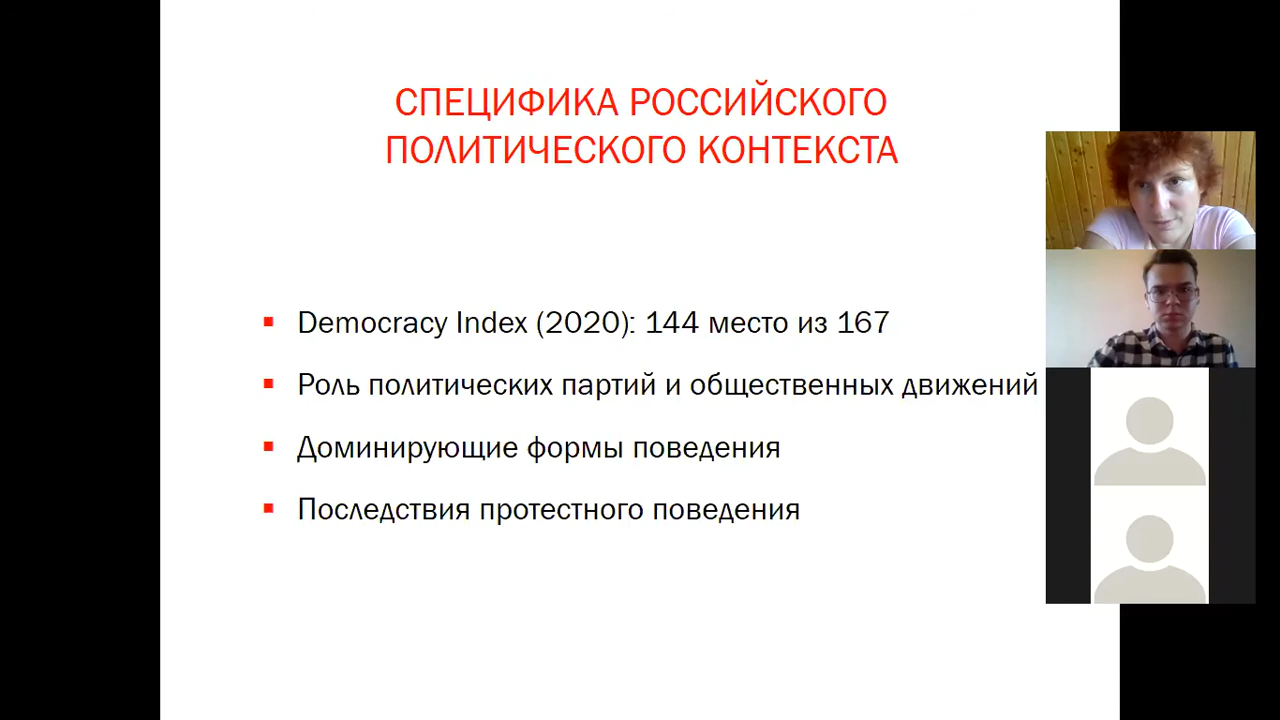 СПЕЦИФИКА РОССИЙСКОГО
ПОЛИТИЧЕСКОГО КОНТЕКСТА
Democracy Index (2020): 144 место из 167
Роль политических партий и общественных движений
Доминирующие формы поведения
Последствия протестного поведения